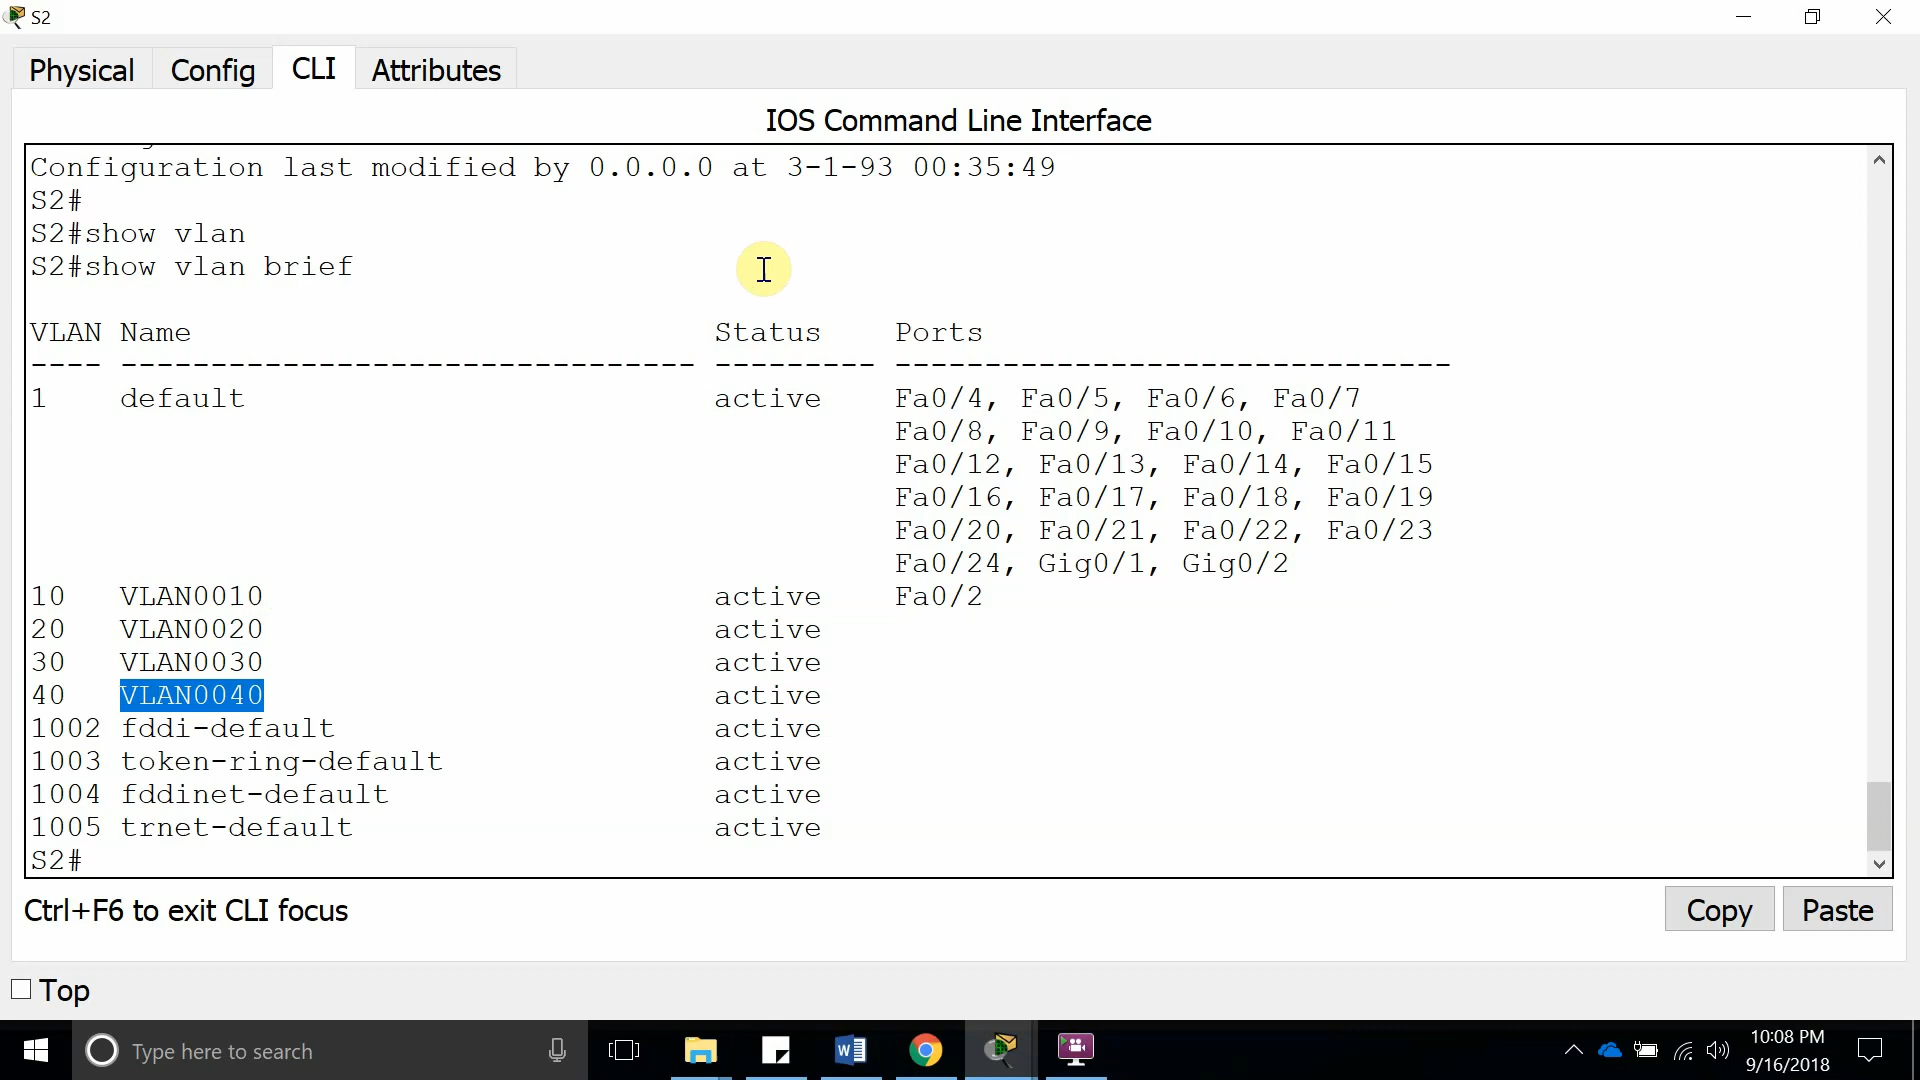 S2
Physical Config CLI Attributes
IOS Command Line Interface
Configuration last modified by 0.0.0.0 at 3-1-93 00:35:49
S2#
S2#show vlan
S2#show vlan brief
VLAN Name Status Ports
---- -------------------------------- --------- -------------------------------
1 default active Fa0/4, Fa0/5, Fa0/6, Fa0/7
Fa0/8, Fa0/9, Fa0/10, Fa0/11
Fa0/12, Fa0/13, Fa0/14, Fa0/15
Fa0/16, Fa0/17, Fa0/18, Fa0/19
Fa0/20, Fa0/21, Fa0/22, Fa0/23
Fa0/24, Gig0/1, Gig0/2
10 VLAN0010 active Fa0/2
20 VLAN0020 active
30 VLAN0030 active
40 VLAN0040 active
1002 fddi-default active
1003 token-ring-default active
1004 fddinet-default active
1005 trnet-default active
S2#
Ctrl+F6 to exit CLI focus
Copy Paste
Top
Type here to search
10:08 PM
9/16/2018